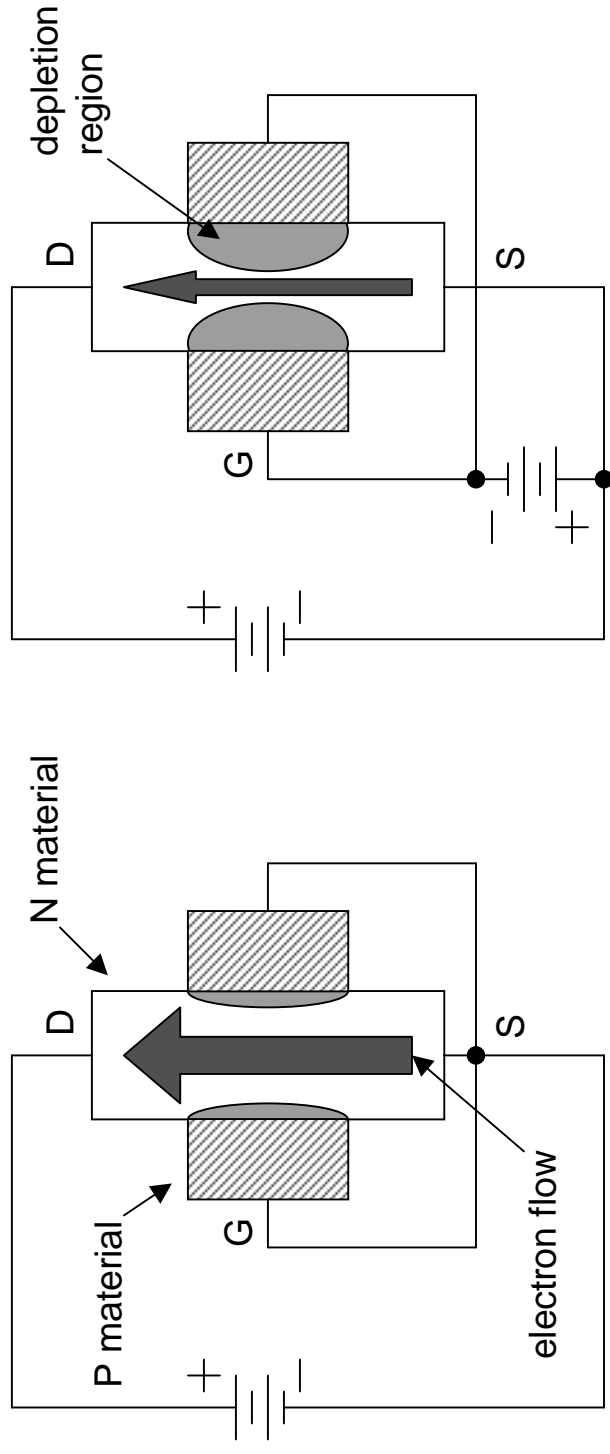 N material
D
P material
+
G
−
S
electron flow
depletion
region
D
+
G
−
−
S
+